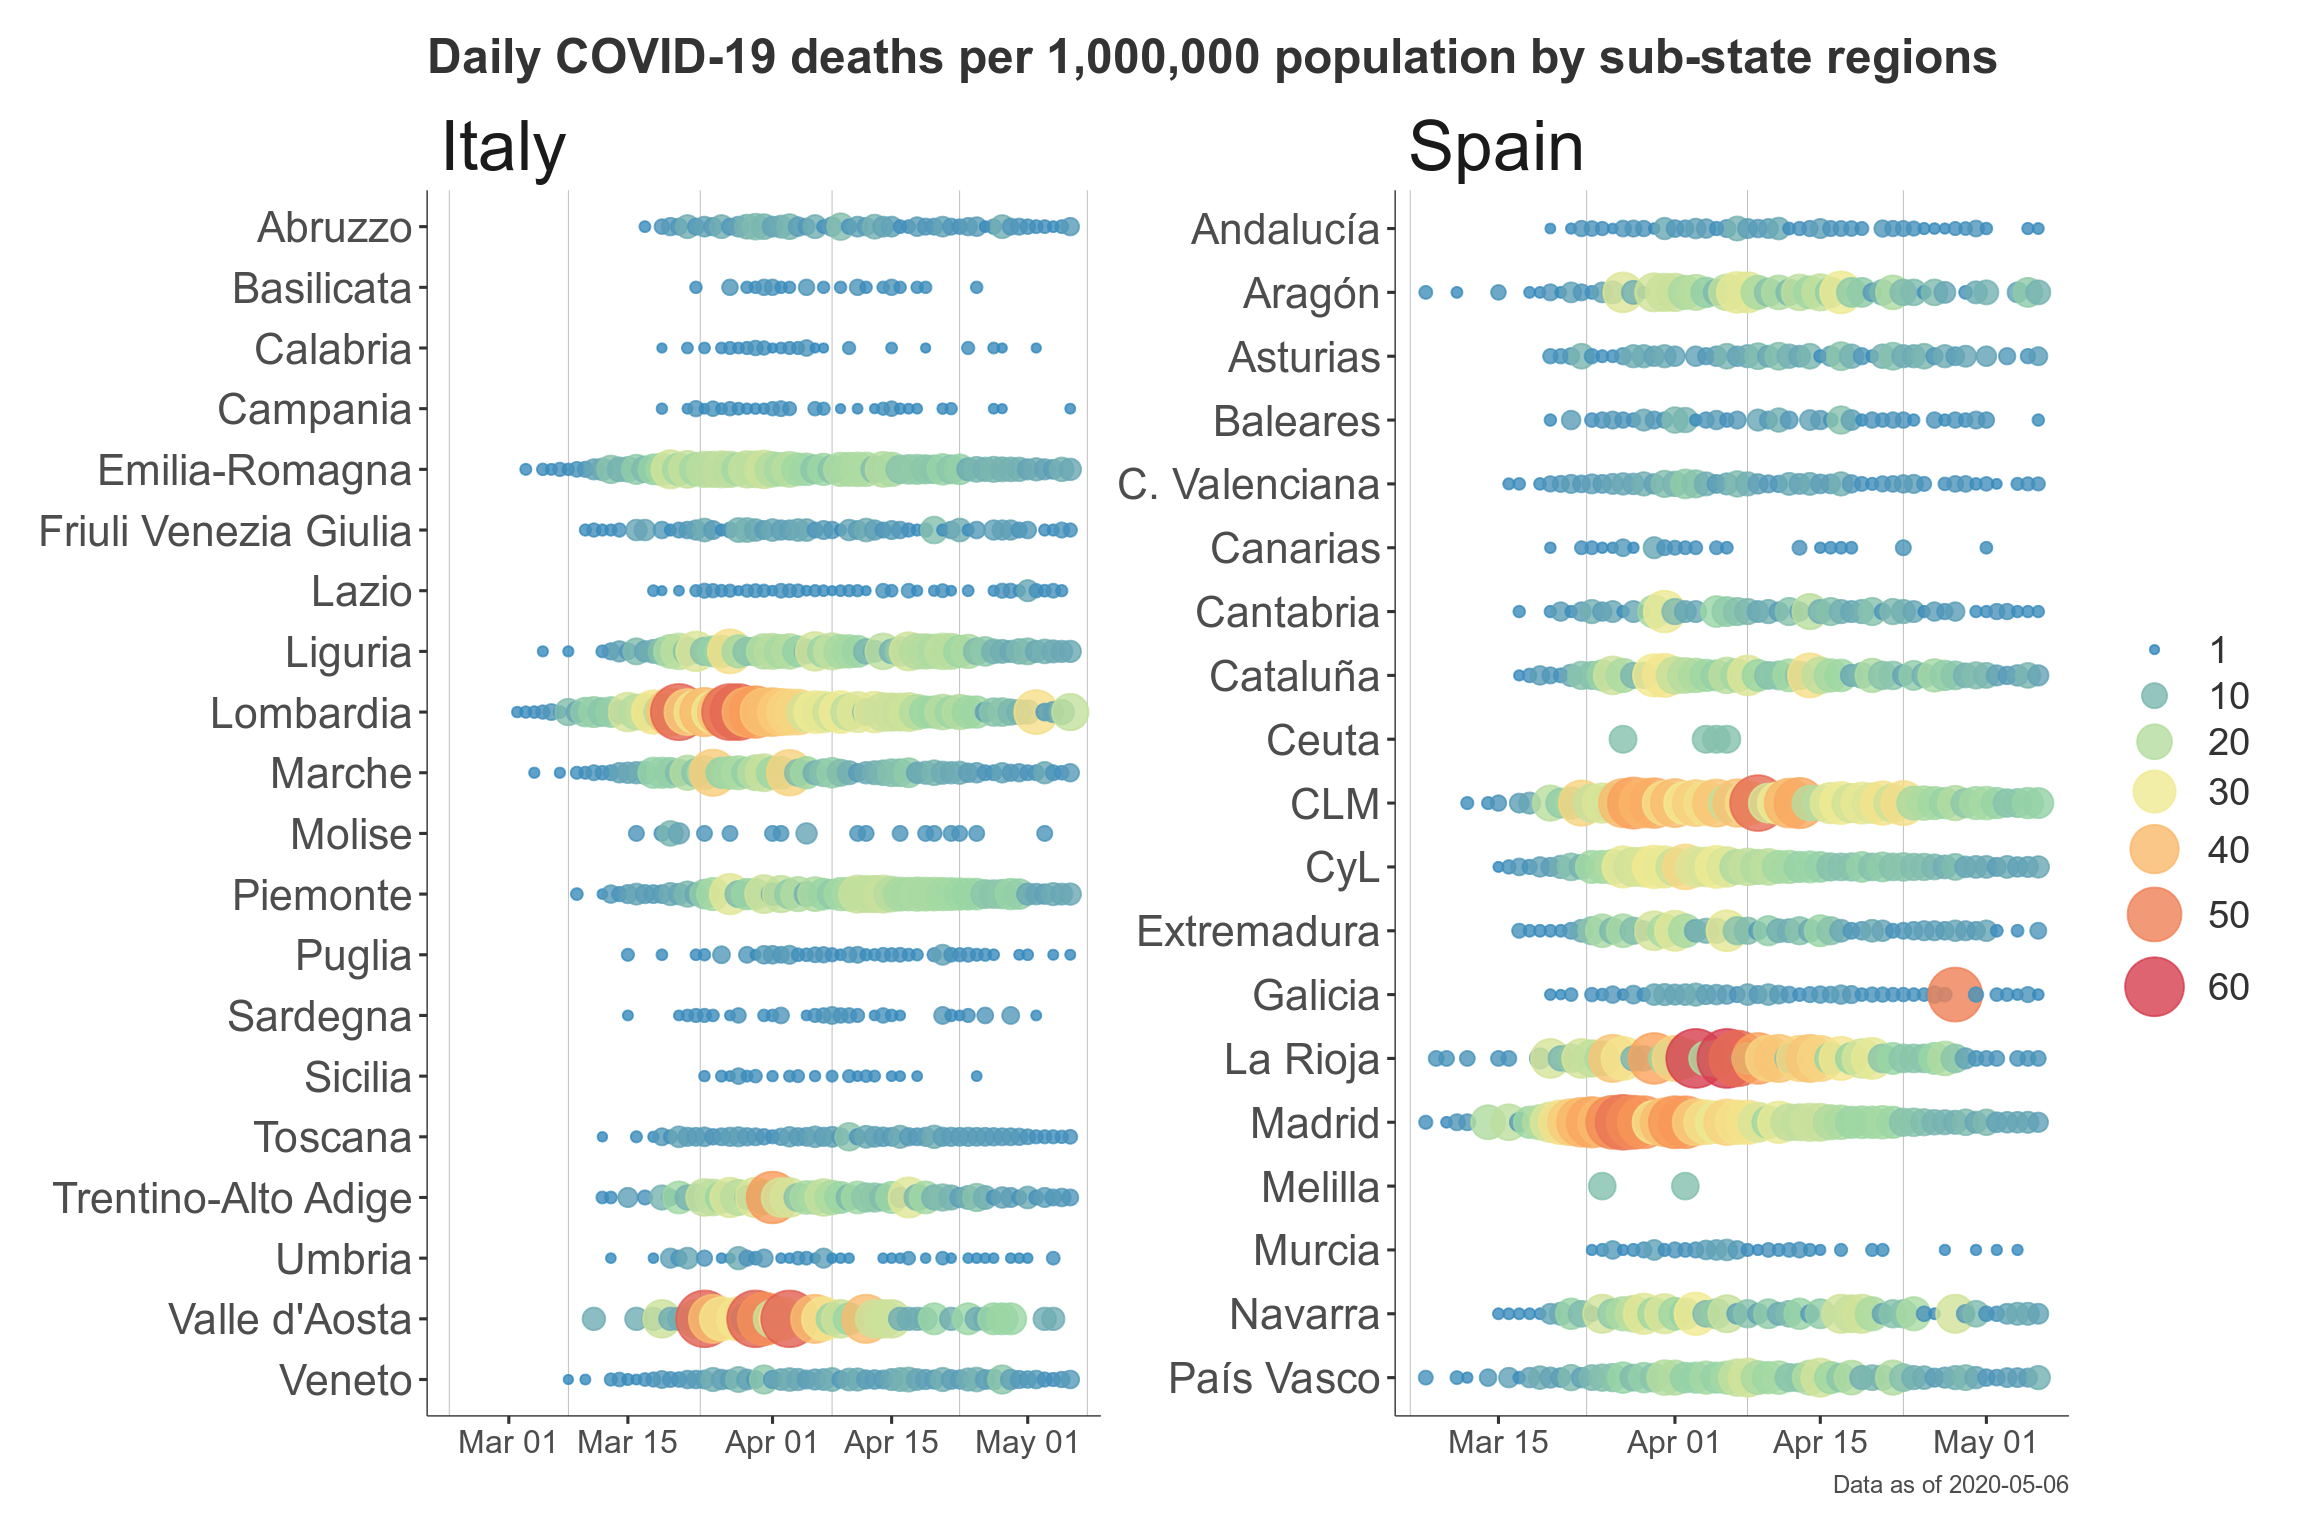 Daily COVID-19 deaths per 1,000,000 population by sub-state regions
Italy
Abruzzo
Basilicata
Calabria
Campania
Emilia-Romagna
Friuli Venezia Giulia
Lazio
Liguria
Lombardia
Marche
Molise
Piemonte
Puglia
Sardegna
Sicilia
Toscana
Trentino-Alto Adige
Umbria
Valle d'Aosta
Veneto
Mar 01 Mar 15 Apr 01 Apr 15 May 01
Spain
Andalucía
Aragón
Asturias
Baleares
C. Valenciana
Canarias
Cantabria
Cataluña
Ceuta
CLM
CyL
Extremadura
Galicia
La Rioja
Madrid
Melilla
Murcia
Navarra
País Vasco
Mar 15 Apr 01 Apr 15 May 01
1
10
20
30
40
50
60
Data as of 2020-05-06